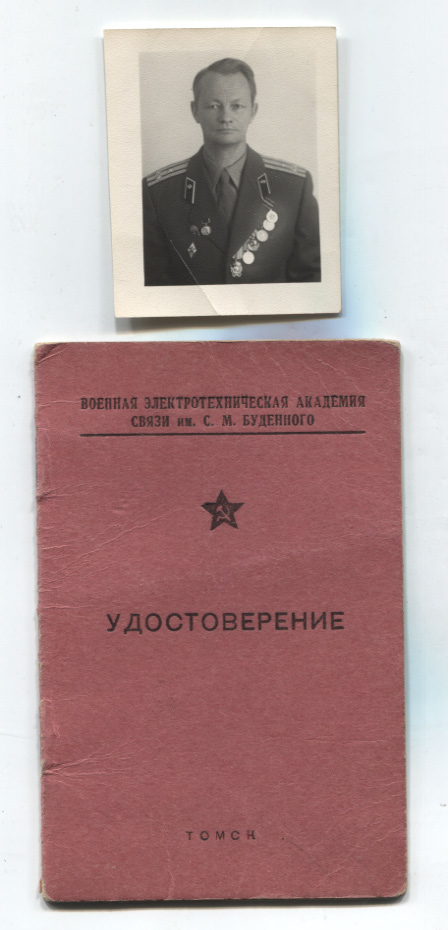 ВОЕННАЯ ЭЛЕКТРОТЕХНИЧЕСКАЯ АКАДЕМИЯ
СВЯЗИ им. С. М. БУДЕННОГО
УДОСТОВЕРЕНИЕ
ТОМСК